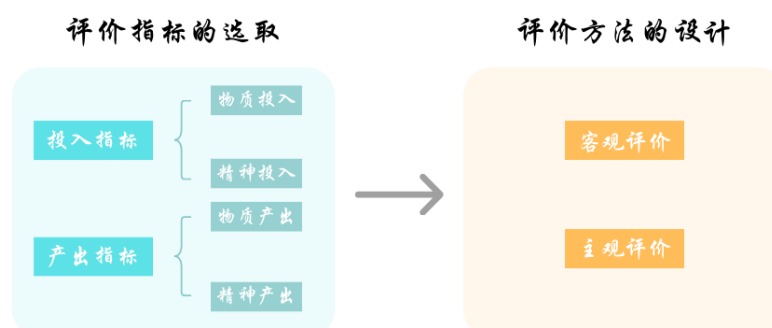 评价指标的选取
评价方法的设计
投入指标
物质投入
精神投入
产出指标
物质产出
精神产出
客观评价
主观评价